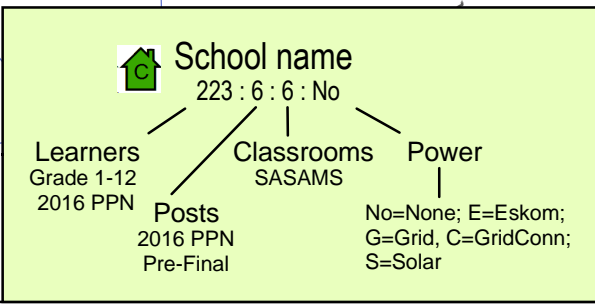 C
School name
223 : 6 : 6 : No
Learners
Grade 1-12
2016 PPN
Posts
2016 PPN
Pre-Final
Classrooms
SASAMS
Power
No=None; E=Eskom;
G=Grid, C=GridConn;
S=Solar